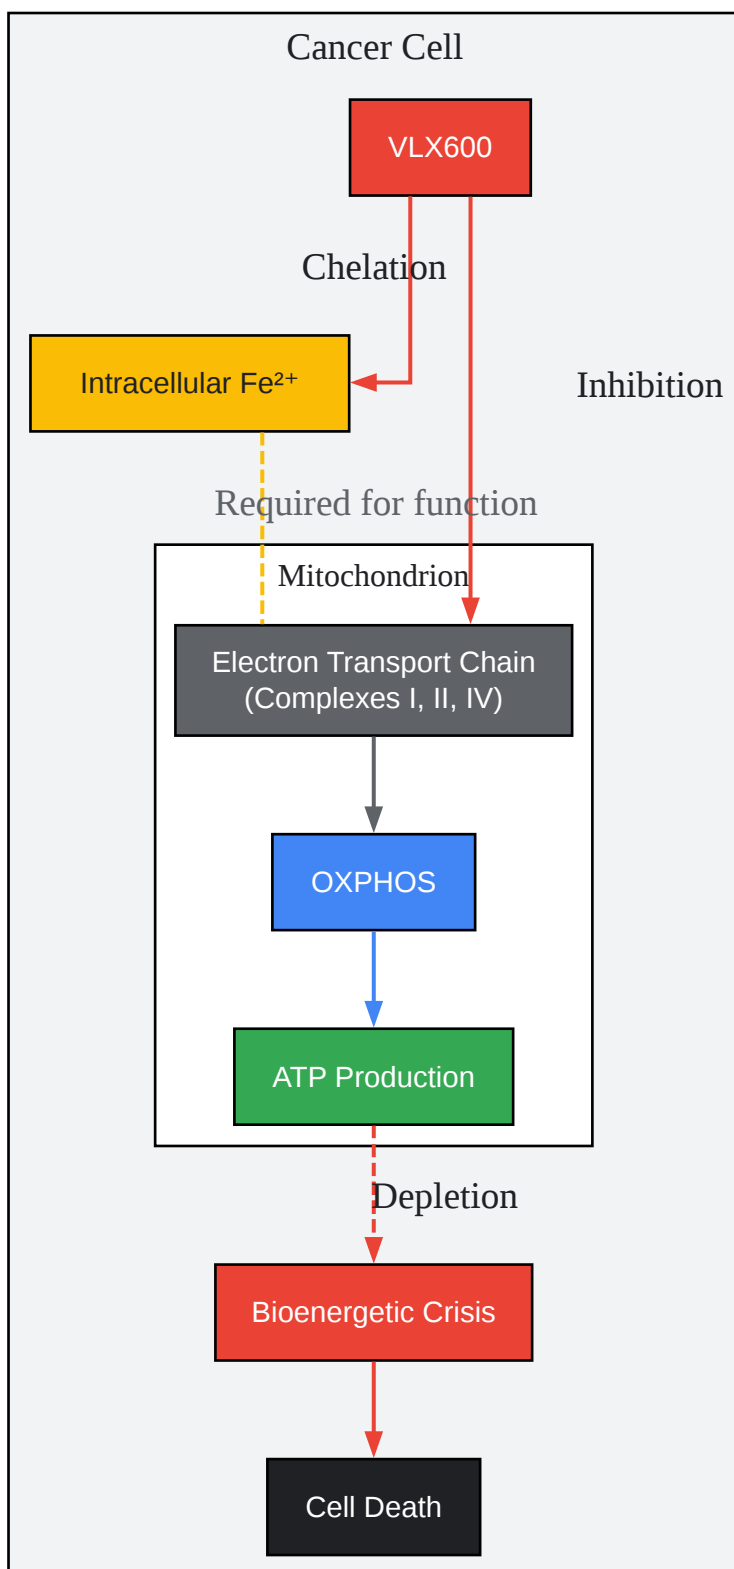 Cancer Cell
VLX600
Chelation
Intracellular Fe²⁺
Inhibition
Required for function
Mitochondrion
Electron Transport Chain
(Complexes I, II, IV)
OXPHOS
ATP Production
Depletion
Bioenergetic Crisis
Cell Death